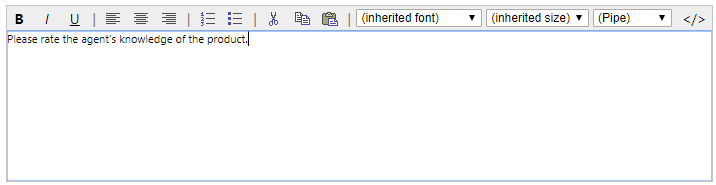 B I U (inherited font) (inherited size) (Pipe) </>
Please rate the agent's knowledge of the product.